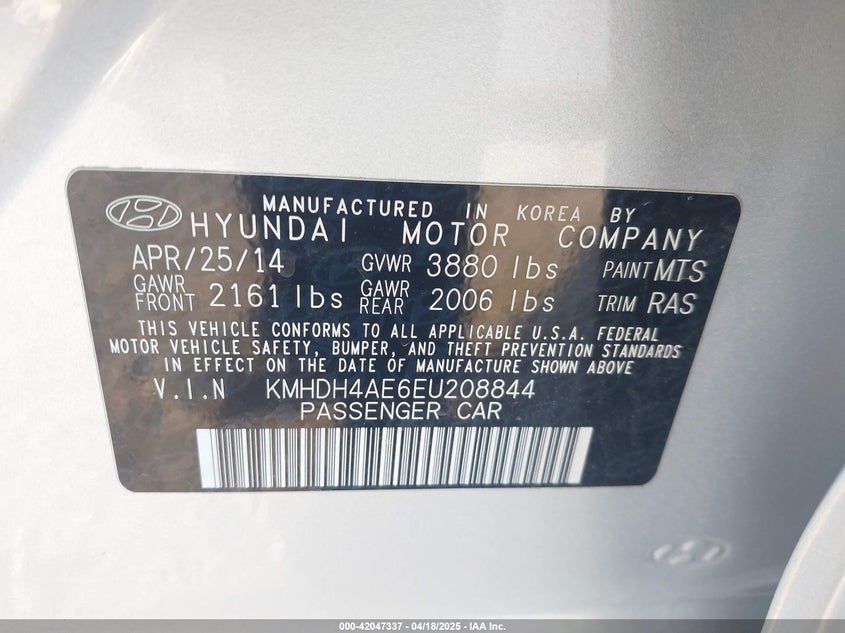 MANUFACTURED IN KOREA BY
HYUNDAI MOTOR COMPANY
APR/25/14 GVWR 3880 lbs PAINT MTS
GAWR FRONT 2161 lbs GAWR REAR 2006 lbs TRIM RAS
THIS VEHICLE CONFORMS TO ALL APPLICABLE U.S.A. FEDERAL
MOTOR VEHICLE SAFETY, BUMPER, AND THEFT PREVENTION STANDARDS
IN EFFECT ON THE DATE OF MANUFACTURE SHOWN ABOVE
V.I.N KMHDH4AE6EU208844
PASSENGER CAR
000-42047337 - 04/18/2025 - IAA Inc.